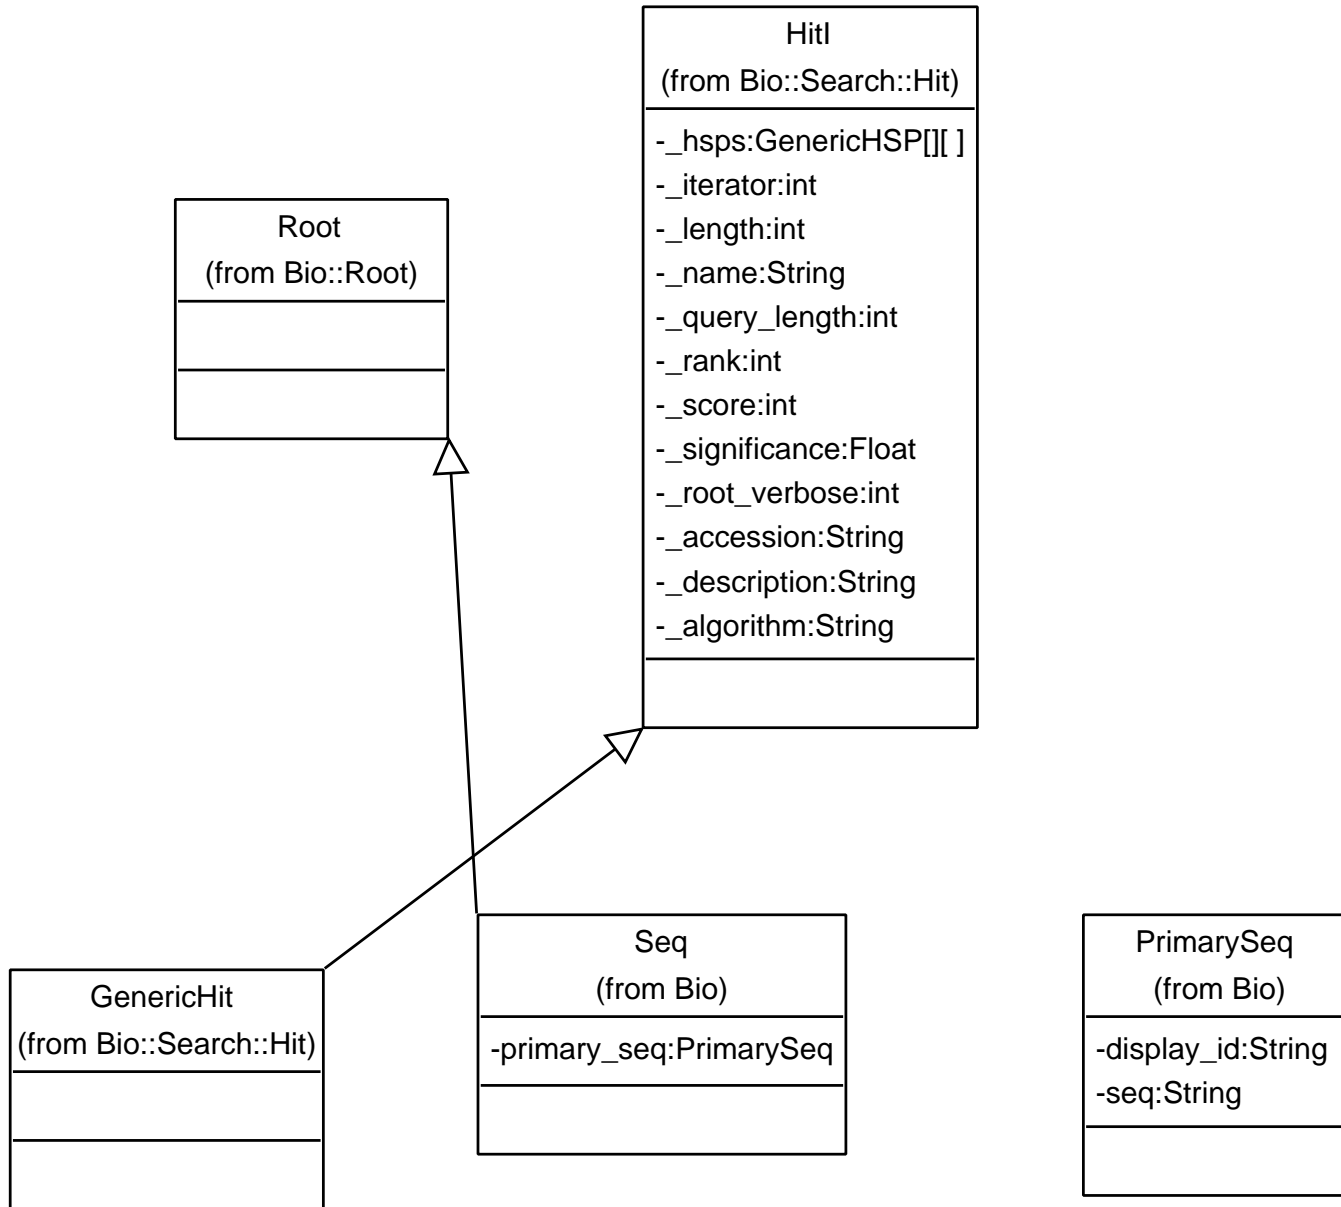 HitI
(from Bio::Search::Hit)
-_hsps:GenericHSP[][ ]
-_iterator:int
-_length:int
-_name:String
-_query_length:int
-_rank:int
-_score:int
-_significance:Float
-_root_verbose:int
-_accession:String
-_description:String
-_algorithm:String
Root
(from Bio::Root)
GenericHit
(from Bio::Search::Hit)
Seq
(from Bio)
-primary_seq:PrimarySeq
PrimarySeq
(from Bio)
-display_id:String
-seq:String